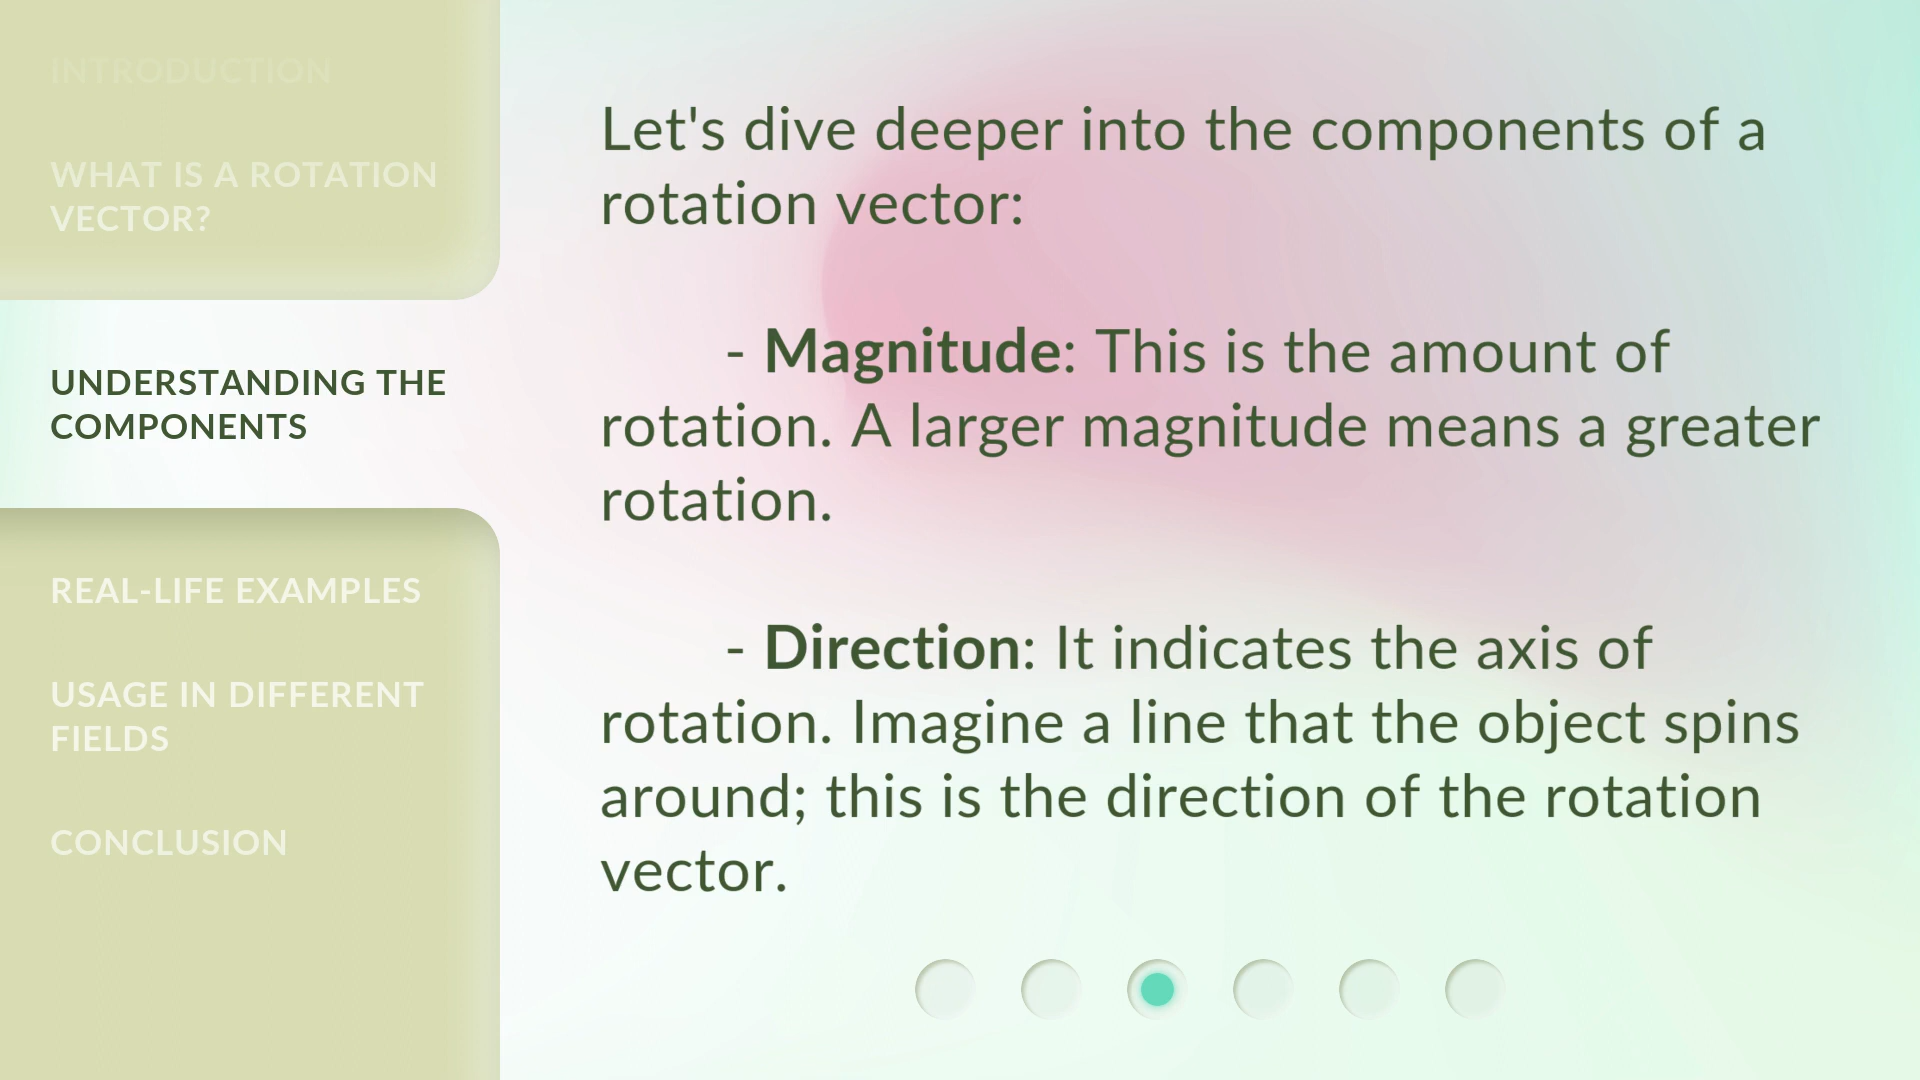 INTRODUCTION
WHAT IS A ROTATION
VECTOR?
UNDERSTANDING THE
COMPONENTS
REAL-LIFE EXAMPLES
USAGE IN DIFFERENT
FIELDS
CONCLUSION
Let's dive deeper into the components of a
rotation vector:
- Magnitude: This is the amount of
rotation. A larger magnitude means a greater
rotation.
- Direction: It indicates the axis of
rotation. Imagine a line that the object spins
around; this is the direction of the rotation
vector.